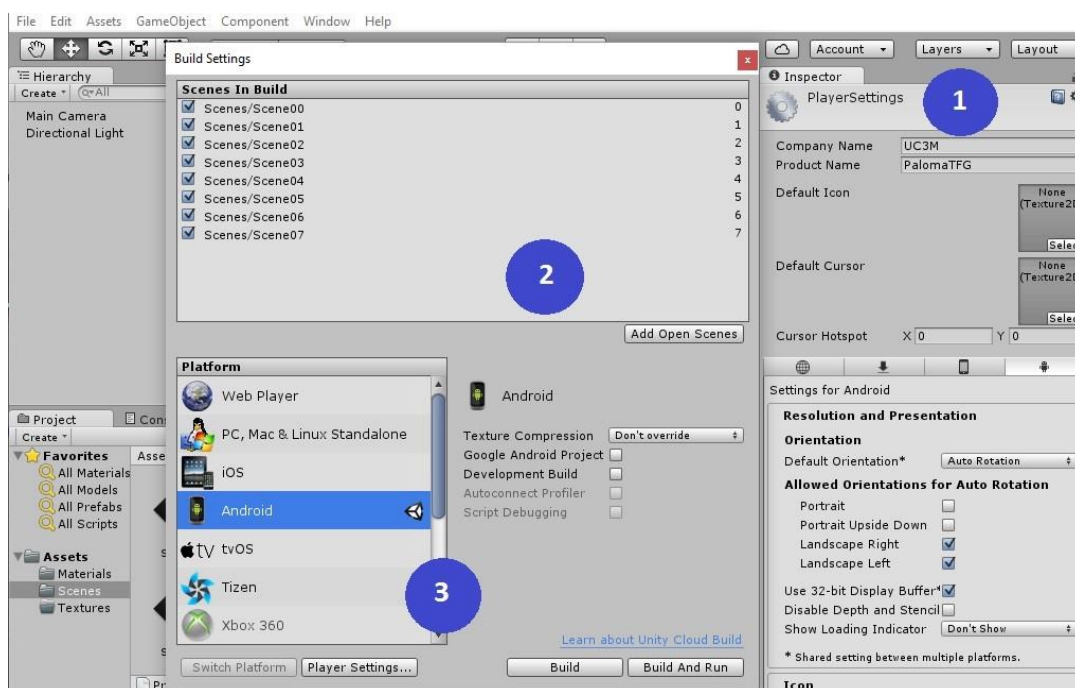 File Edit Assets GameObject Component Window Help
Build Settings
x
Account
Layers
Layout
Hierarchy
Create
All
Main Camera
Directional Light
Scenes In Build
Scenes/Scene00 0
Scenes/Scene01 1
Scenes/Scene02 2
Scenes/Scene03 3
Scenes/Scene04 4
Scenes/Scene05 5
Scenes/Scene06 6
Scenes/Scene07 7
2
Add Open Scenes
Platform
Web Player
PC, Mac & Linux Standalone
iOS
Android
tv tvOS
Tizen
Xbox 360
3
Android
Texture Compression Don't override
Google Android Project
Development Build
Autoconnect Profiler
Script Debugging
Learn about Unity Cloud Build
Switch Platform Player Settings... Build Build And Run
Project
Create
Favorites
All Materials
All Models
All Prefabs
All Scripts
Assets
Materials
Scenes
Textures
Inspector
PlayerSettings
1
Company Name UC3M
Product Name PalomaTFG
Default Icon None
(Texture2D
Default Cursor None
(Texture2D
Cursor Hotspot X 0 Y 0
Settings for Android
Resolution and Presentation
Orientation
Default Orientation* Auto Rotation
Allowed Orientations for Auto Rotation
Portrait
Portrait Upside Down
Landscape Right
Landscape Left
Use 32-bit Display Buffer*
Disable Depth and Stencil
Show Loading Indicator Don't Show
* Shared setting between multiple platforms.
Icon